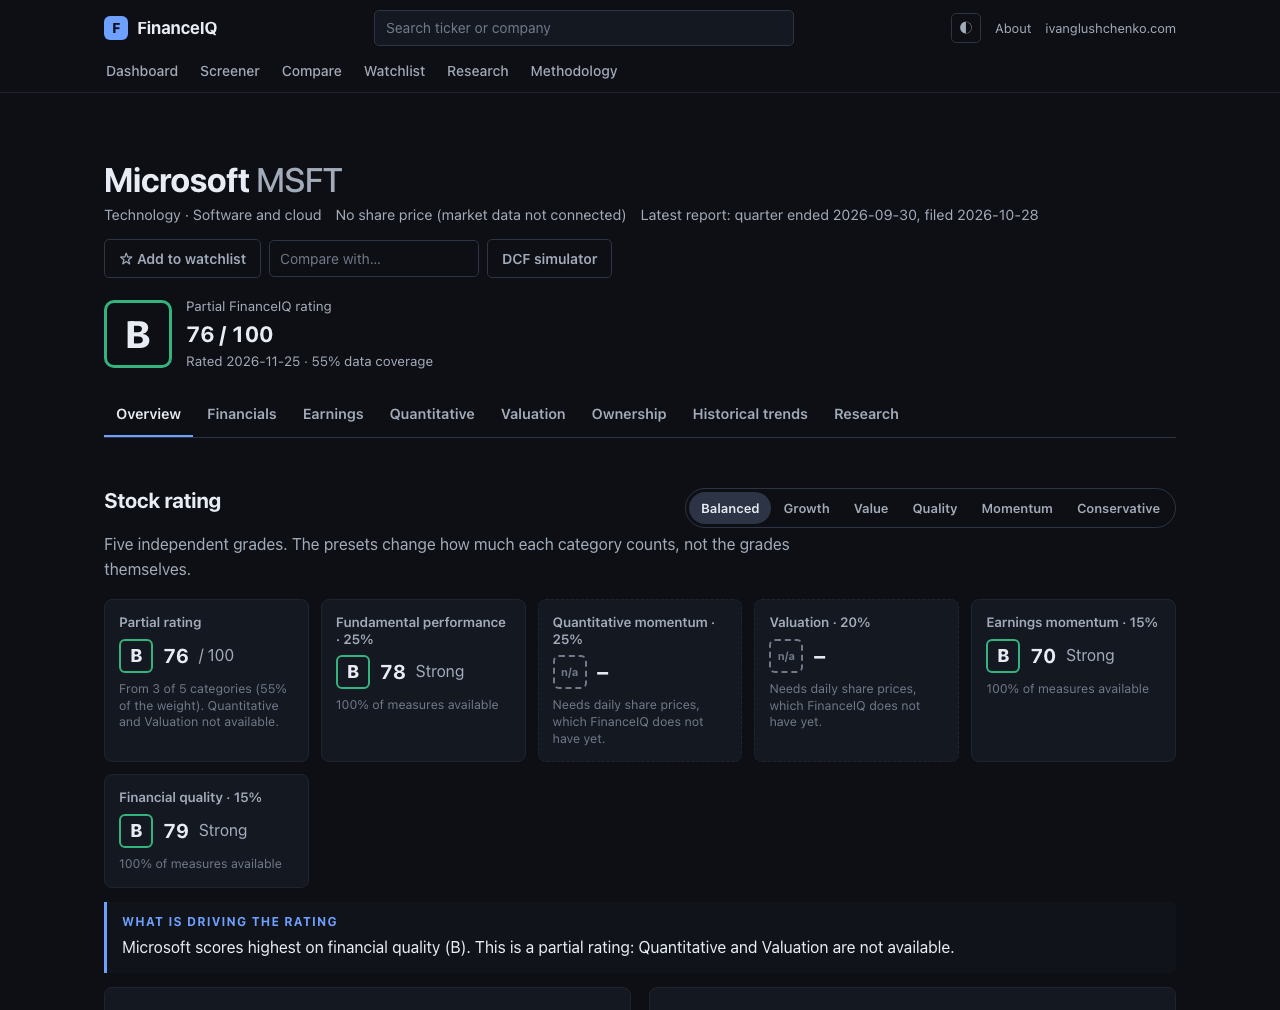 F FinanceIQ
Search ticker or company
About ivanglushchenko.com
Dashboard Screener Compare Watchlist Research Methodology
Microsoft MSFT
Technology · Software and cloud No share price (market data not connected) Latest report: quarter ended 2026-09-30, filed 2026-10-28
☆ Add to watchlist
Compare with...
DCF simulator
B
Partial FinanceIQ rating
76 / 100
Rated 2026-11-25 · 55% data coverage
Overview Financials Earnings Quantitative Valuation Ownership Historical trends Research
Stock rating
Balanced Growth Value Quality Momentum Conservative
Five independent grades. The presets change how much each category counts, not the grades
themselves.
Partial rating
B 76 / 100
From 3 of 5 categories (55%
of the weight). Quantitative
and Valuation not available.
Fundamental performance
· 25%
B 78 Strong
100% of measures available
Quantitative momentum ·
25%
n/a –
Needs daily share prices,
which FinanceIQ does not
have yet.
Valuation · 20%
n/a –
Needs daily share prices,
which FinanceIQ does not
have yet.
Earnings momentum · 15%
B 70 Strong
100% of measures available
Financial quality · 15%
B 79 Strong
100% of measures available
WHAT IS DRIVING THE RATING
Microsoft scores highest on financial quality (B). This is a partial rating: Quantitative and Valuation are not available.